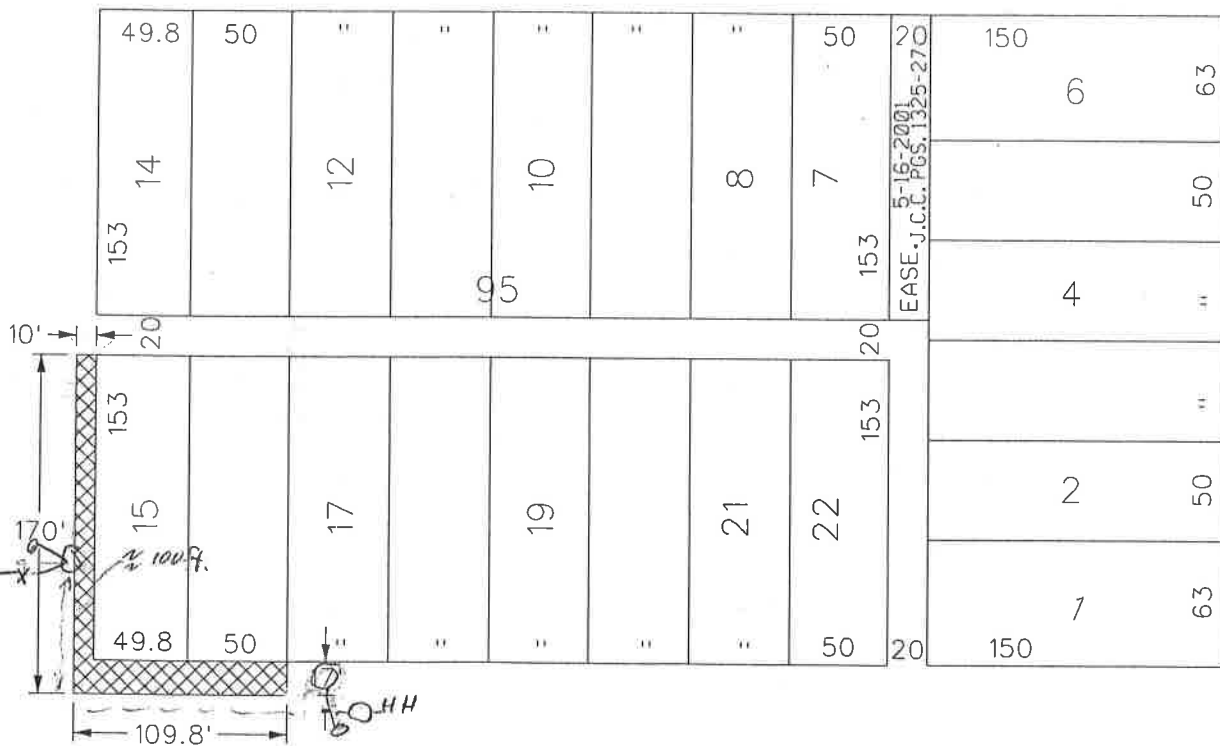 49.8 50 " " " " " 50 20 150
5-16-2001
EASE. J.C.C. PGS. 1325-270
6 63
14 12 10 8 7
50
153 153
95
4 "
10' 20 20
"
153 153
15 17 19 21 22
2 50
170'
≈ 100 ft.
x
1 63
49.8 50 " " " " " 50 20 150
HH
109.8'